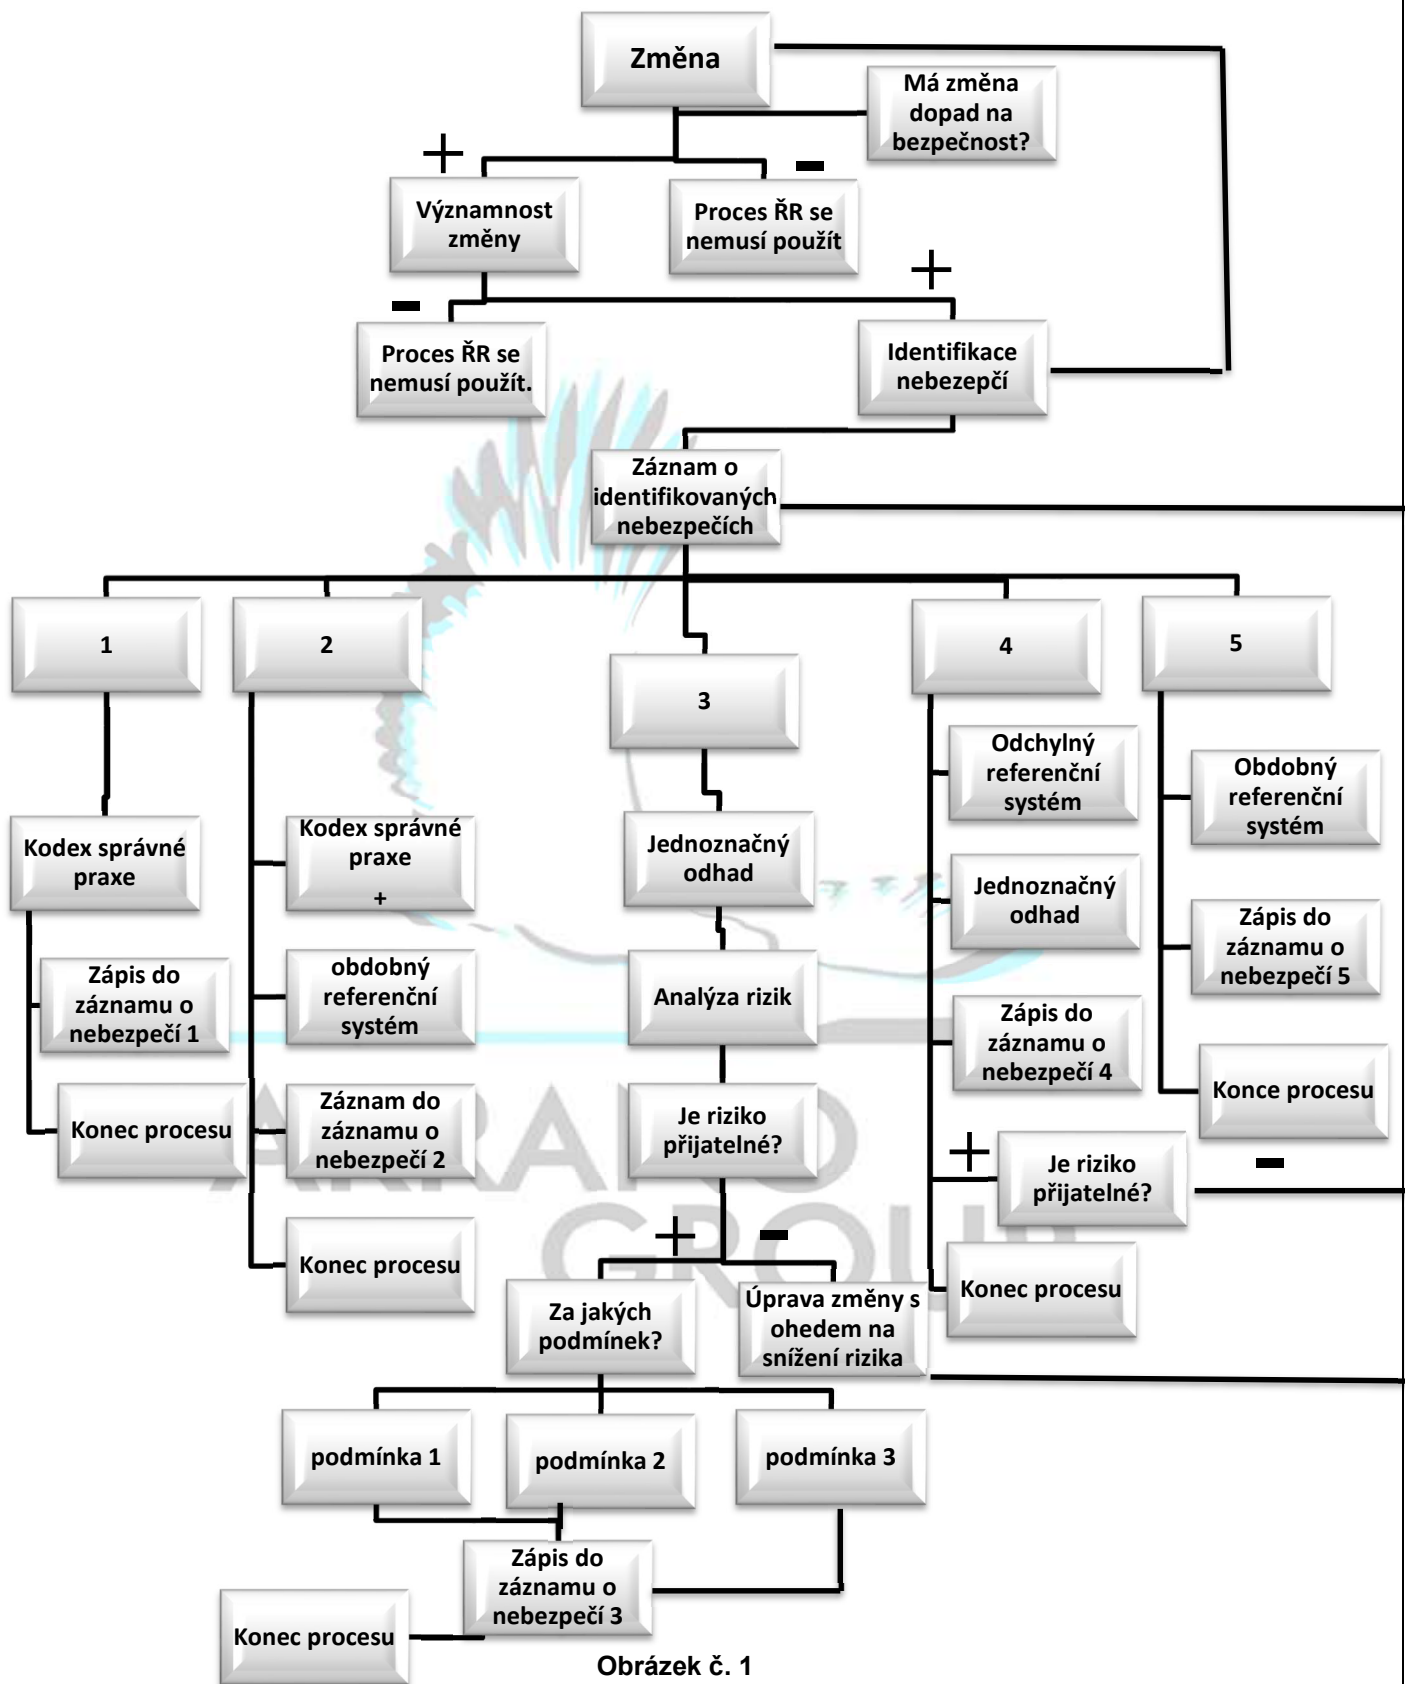 Změna
Má změna
dopad na
bezpečnost?
+
-
Významnost
změny
Proces ŘR se
nemusí použít
+
-
Proces ŘR se
nemusí použít.
Identifikace
nebezepčí
Záznam o
identifikovaných
nebezpečích
1
2
3
4
5
Kodex správné
praxe
Zápis do
záznamu o
nebezpečí 1
Konec procesu
Kodex správné
praxe
+
obdobný
referenční
systém
Záznam do
záznamu o
nebezpečí 2
Konec procesu
Jednoznačný
odhad
Analýza rizik
Je riziko
přijatelné?
+
-
Za jakých
podmínek?
Úprava změny s
ohedem na
snížení rizika
podmínka 1
podmínka 2
podmínka 3
Zápis do
záznamu o
nebezpečí 3
Konec procesu
Odchylný
referenční
systém
Jednoznačný
odhad
Zápis do
záznamu o
nebezpečí 4
+
Je riziko
přijatelné?
-
Konec procesu
Obdobný
referenční
systém
Zápis do
záznamu o
nebezpečí 5
Konce procesu
ARRANO
GROUP
Obrázek č. 1